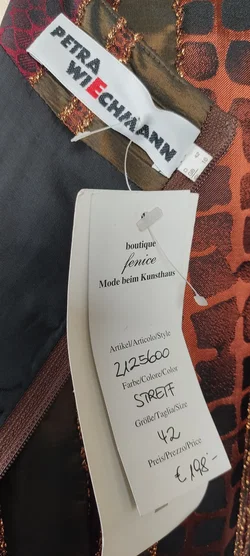 PETRA
WIECHMANN
boutique
fenice
Mode beim Kunsthaus
Artikel/Articolo/Style
2125600
Farbe/Colore/Color
STREIF
Größe/Taglia/Size
42
Preis/Prezzo/Price
€ 198.-